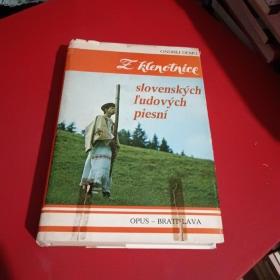 ONDREJ DEMO
Z klenotnice
slovenských
ľudových
piesní
OPUS – BRATISLAVA